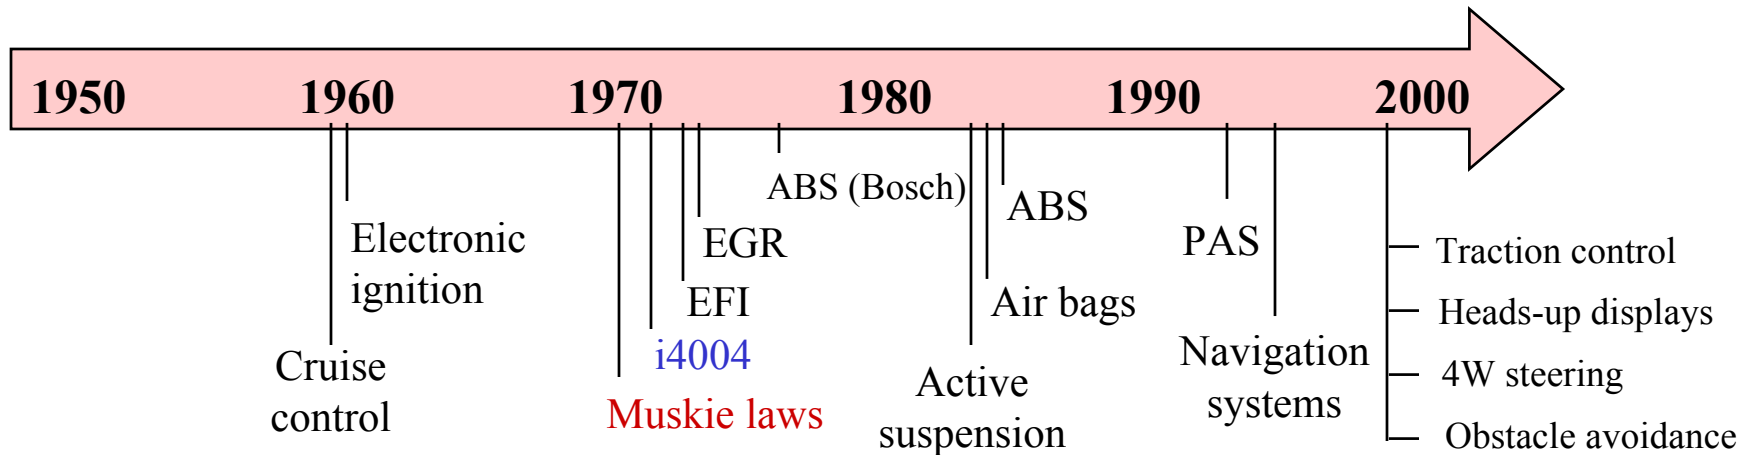 1950 1960 1970 1980 1990 2000
ABS (Bosch)
ABS
Electronic
ignition
EGR
PAS
Traction control
EFI
Air bags
Heads-up displays
Cruise
control
i4004
Active
suspension
Navigation
systems
4W steering
Muskie laws
Obstacle avoidance